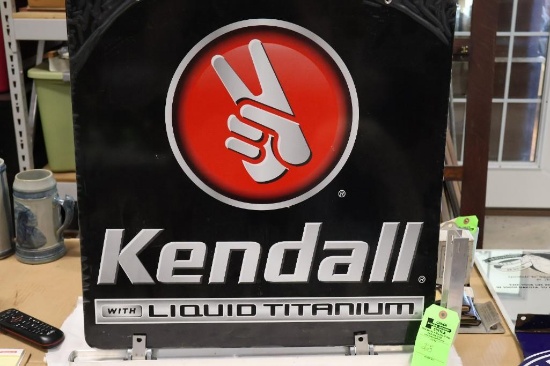 ®
Kendall®
WITH LIQUID TITANIUM